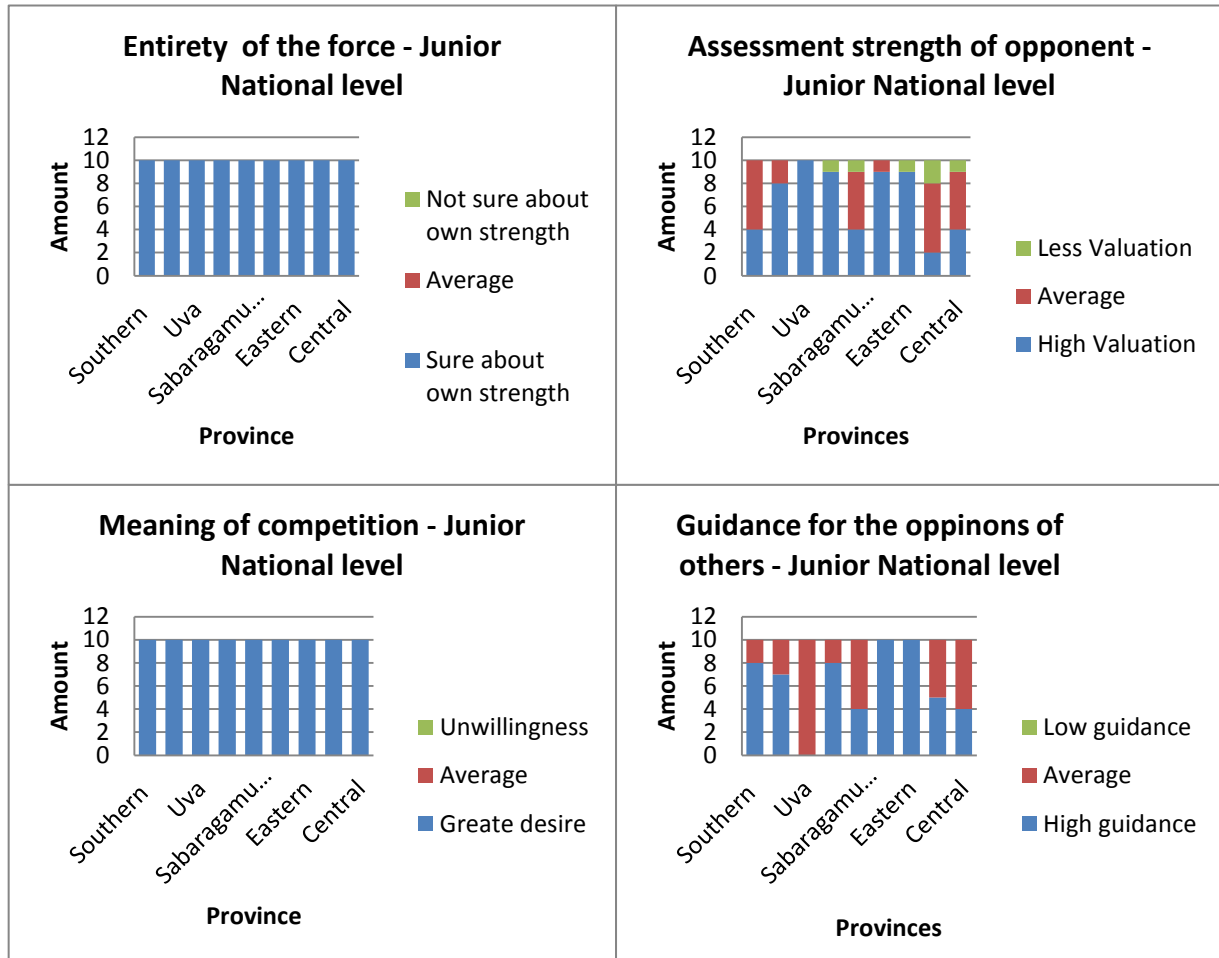 Entirety of the force - Junior
National level
12
10
8
6
4
2
0
Amount
Southern
Uva
Sabaragamu...
Eastern
Central
Province
Not sure about
own strength
Average
Sure about
own strength
Assessment strength of opponent -
Junior National level
12
10
8
6
4
2
0
Amount
Southern
Uva
Sabaragamu...
Eastern
Central
Provinces
Less Valuation
Average
High Valuation
Meaning of competition - Junior
National level
12
10
8
6
4
2
0
Amount
Southern
Uva
Sabaragamu...
Eastern
Central
Province
Unwillingness
Average
Greate desire
Guidance for the oppinons of
others - Junior National level
12
10
8
6
4
2
0
Amount
Southern
Uva
Sabaragamu...
Eastern
Central
Provinces
Low guidance
Average
High guidance